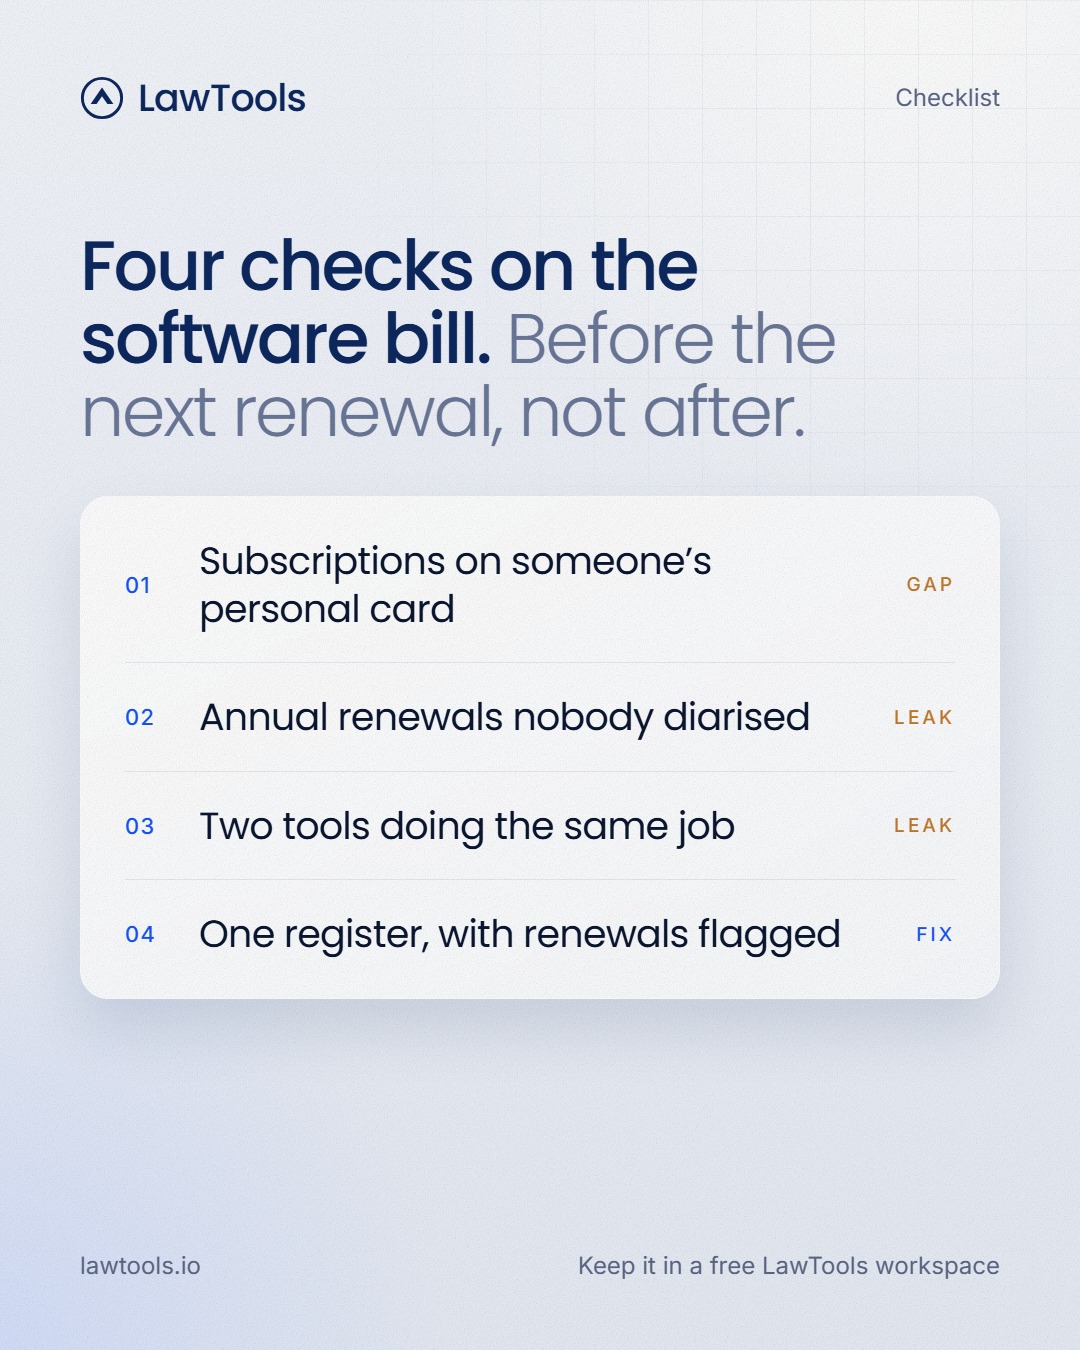 LawTools
Checklist
Four checks on the
software bill. Before the
next renewal, not after.
01
Subscriptions on someone’s
personal card
GAP
02
Annual renewals nobody diarised
LEAK
03
Two tools doing the same job
LEAK
04
One register, with renewals flagged
FIX
lawtools.io
Keep it in a free LawTools workspace